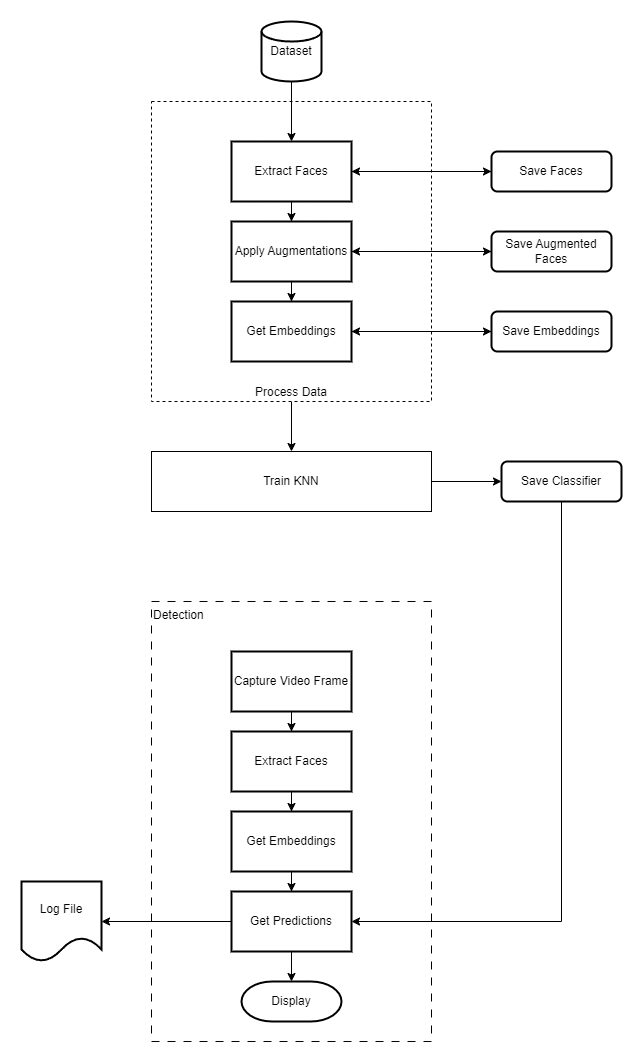 Dataset
Extract Faces
Save Faces
Apply Augmentations
Save Augmented
Faces
Get Embeddings
Save Embeddings
Process Data
Train KNN
Save Classifier
Detection
Capture Video Frame
Extract Faces
Get Embeddings
Log File
Get Predictions
Display